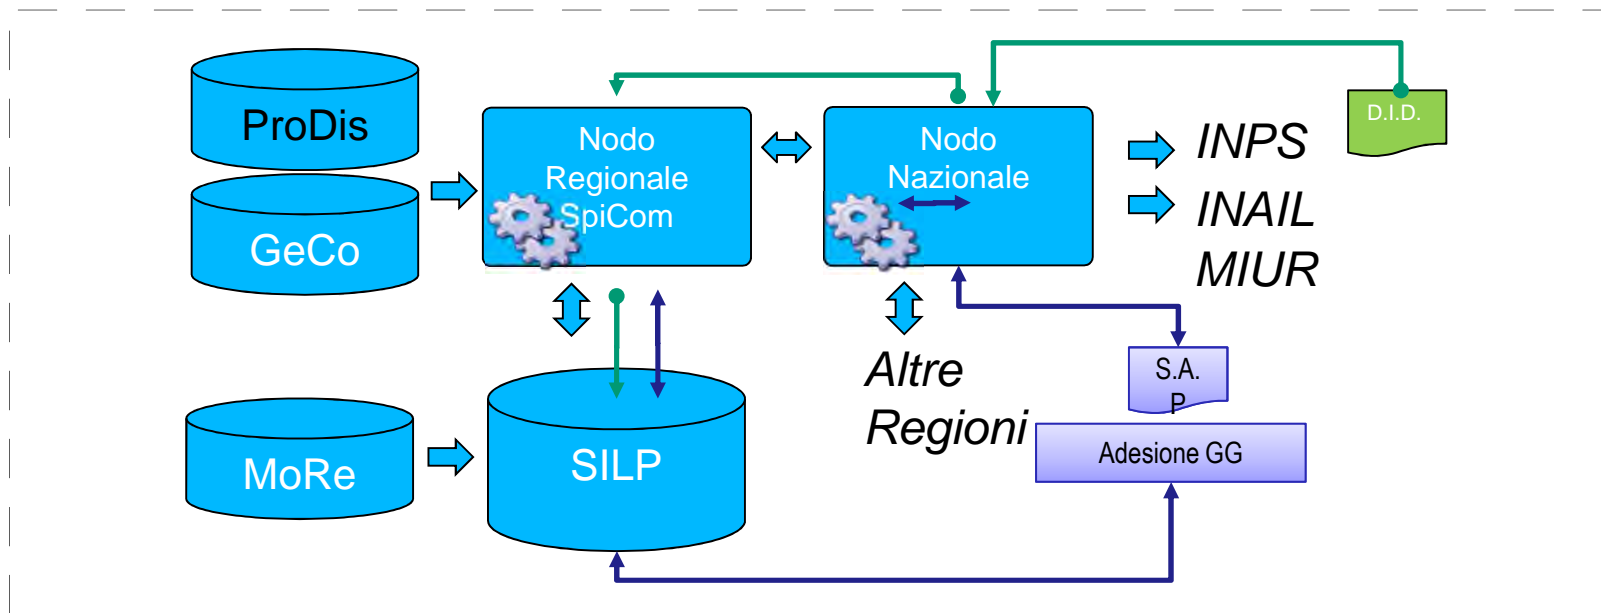 ProDis
GeCo
MoRe
Nodo
Regionale
SpiCom
SILP
Nodo
Nazionale
Altre
Regioni
INPS
INAIL
MIUR
D.I.D.
S.A.
P
Adesione GG